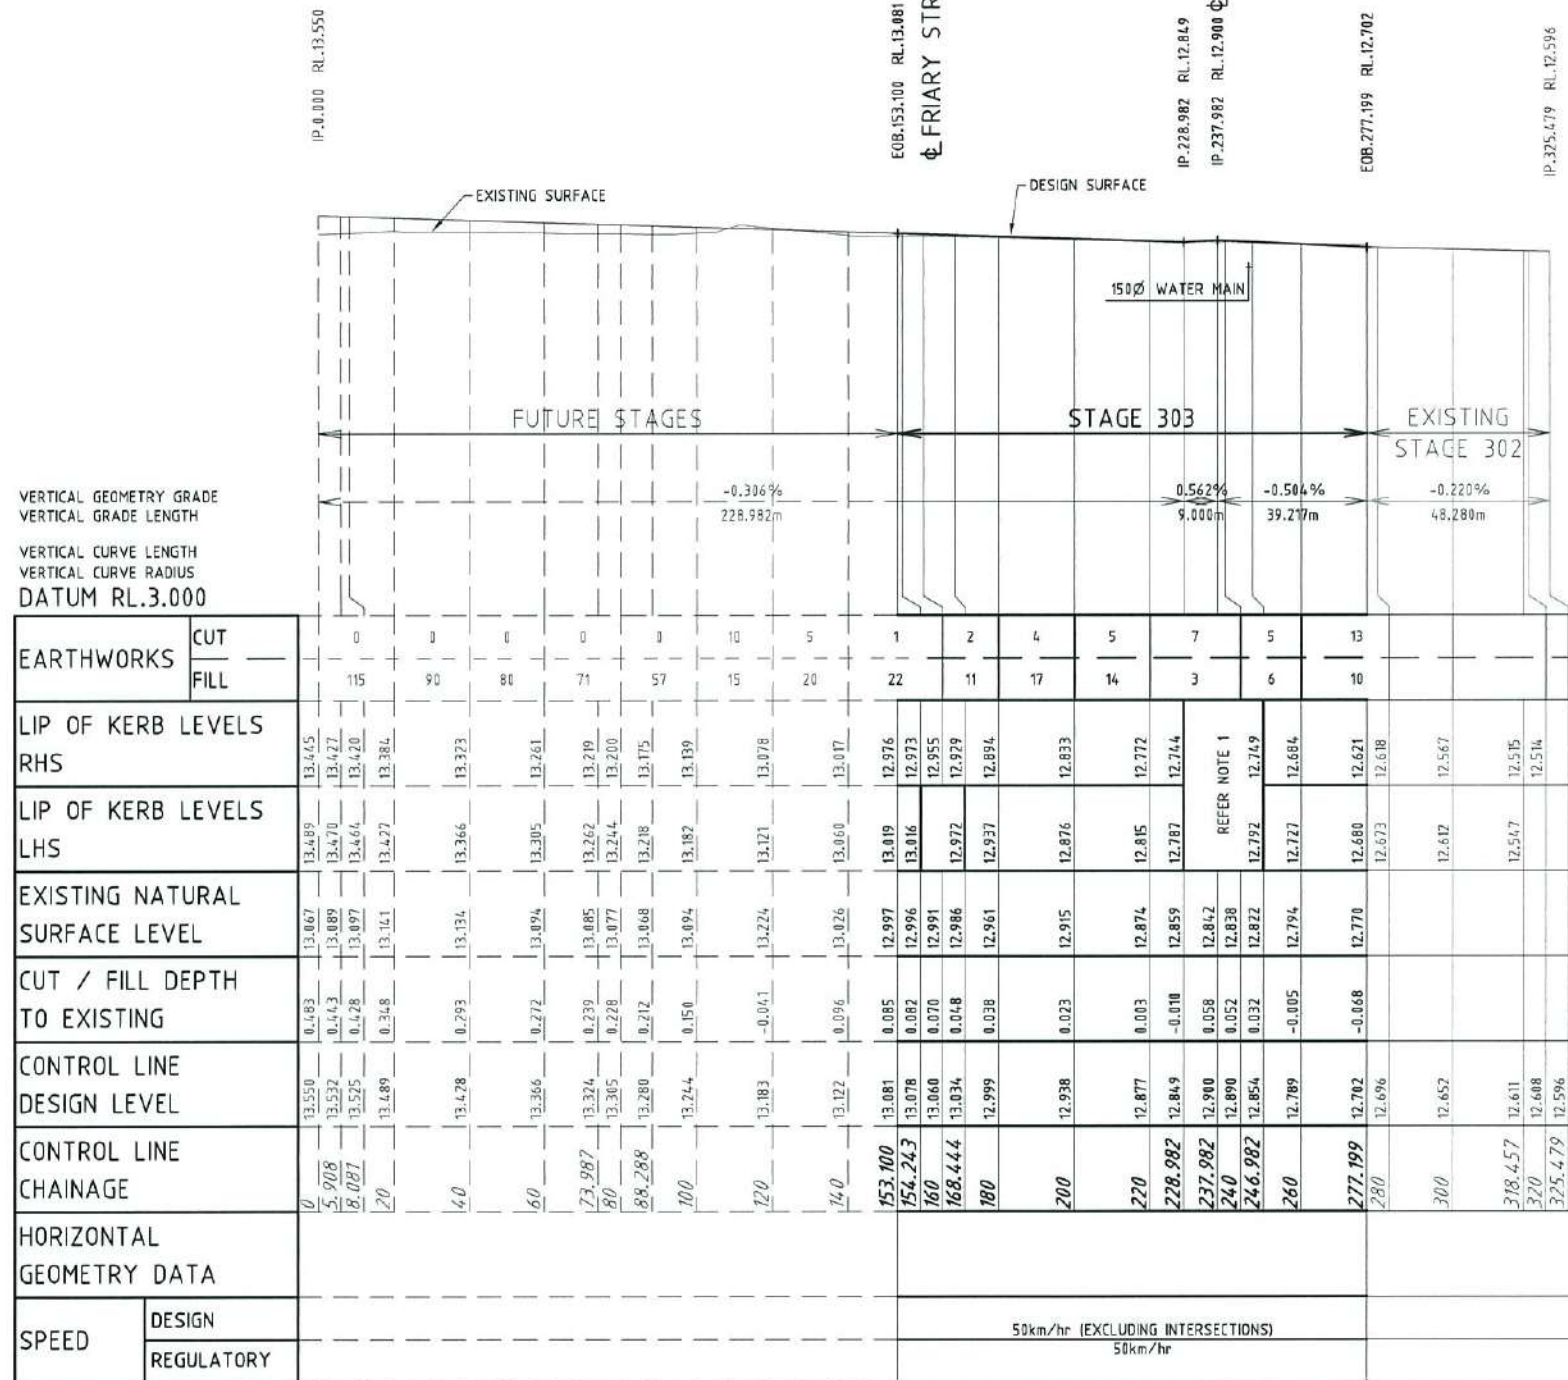 IP.0.000 RL.13.550
EOB.153.100 RL.13.081
℄ FRIARY STR
IP.228.982 RL.12.849
IP.237.982 RL.12.900 ℄
EOB.277.199 RL.12.702
IP.325.479 RL.12.596
EXISTING SURFACE
DESIGN SURFACE
150Ø WATER MAIN
FUTURE STAGES
STAGE 303
EXISTING
STAGE 302
VERTICAL GEOMETRY GRADE -0.306% 0.562% -0.504% -0.220%
VERTICAL GRADE LENGTH 228.982m 9.000m 39.217m 48.280m
VERTICAL CURVE LENGTH
VERTICAL CURVE RADIUS
DATUM RL.3.000
EARTHWORKS
CUT 0 0 0 0 0 10 5 1 2 4 5 7 5 13
FILL 115 90 80 71 57 15 20 22 11 17 14 3 6 10
LIP OF KERB LEVELS
RHS
13.445 13.427 13.420 13.384 13.323 13.261 13.219 13.200 13.175 13.139 13.078 13.017 12.976 12.973 12.955 12.929 12.894 12.833 12.772 12.744 REFER NOTE 1 12.749 12.684 12.621 12.618 12.567 12.515 12.514
LIP OF KERB LEVELS
LHS
13.489 13.470 13.464 13.427 13.366 13.305 13.262 13.244 13.218 13.182 13.121 13.060 13.019 13.016 12.972 12.937 12.876 12.815 12.787 12.792 12.727 12.680 12.673 12.612 12.547
EXISTING NATURAL
SURFACE LEVEL
13.067 13.089 13.097 13.141 13.134 13.094 13.085 13.077 13.068 13.094 13.224 13.026 12.997 12.996 12.991 12.986 12.961 12.915 12.874 12.859 12.842 12.838 12.822 12.794 12.770
CUT / FILL DEPTH
TO EXISTING
0.483 0.443 0.428 0.348 0.293 0.272 0.239 0.228 0.212 0.150 -0.041 0.096 0.085 0.082 0.070 0.048 0.038 0.023 0.003 -0.010 0.058 0.052 0.032 -0.005 -0.068
CONTROL LINE
DESIGN LEVEL
13.550 13.532 13.525 13.489 13.428 13.366 13.324 13.305 13.280 13.244 13.183 13.122 13.081 13.078 13.060 13.034 12.999 12.938 12.877 12.849 12.900 12.890 12.854 12.789 12.702 12.696 12.652 12.611 12.608 12.596
CONTROL LINE
CHAINAGE
0 5.908 8.081 20 40 60 73.987 80 88.288 100 120 140 153.100 154.243 160 168.444 180 200 220 228.982 237.982 240 246.982 260 277.199 280 300 318.457 320 325.479
HORIZONTAL
GEOMETRY DATA
SPEED
DESIGN 50km/hr (EXCLUDING INTERSECTIONS)
REGULATORY 50km/hr